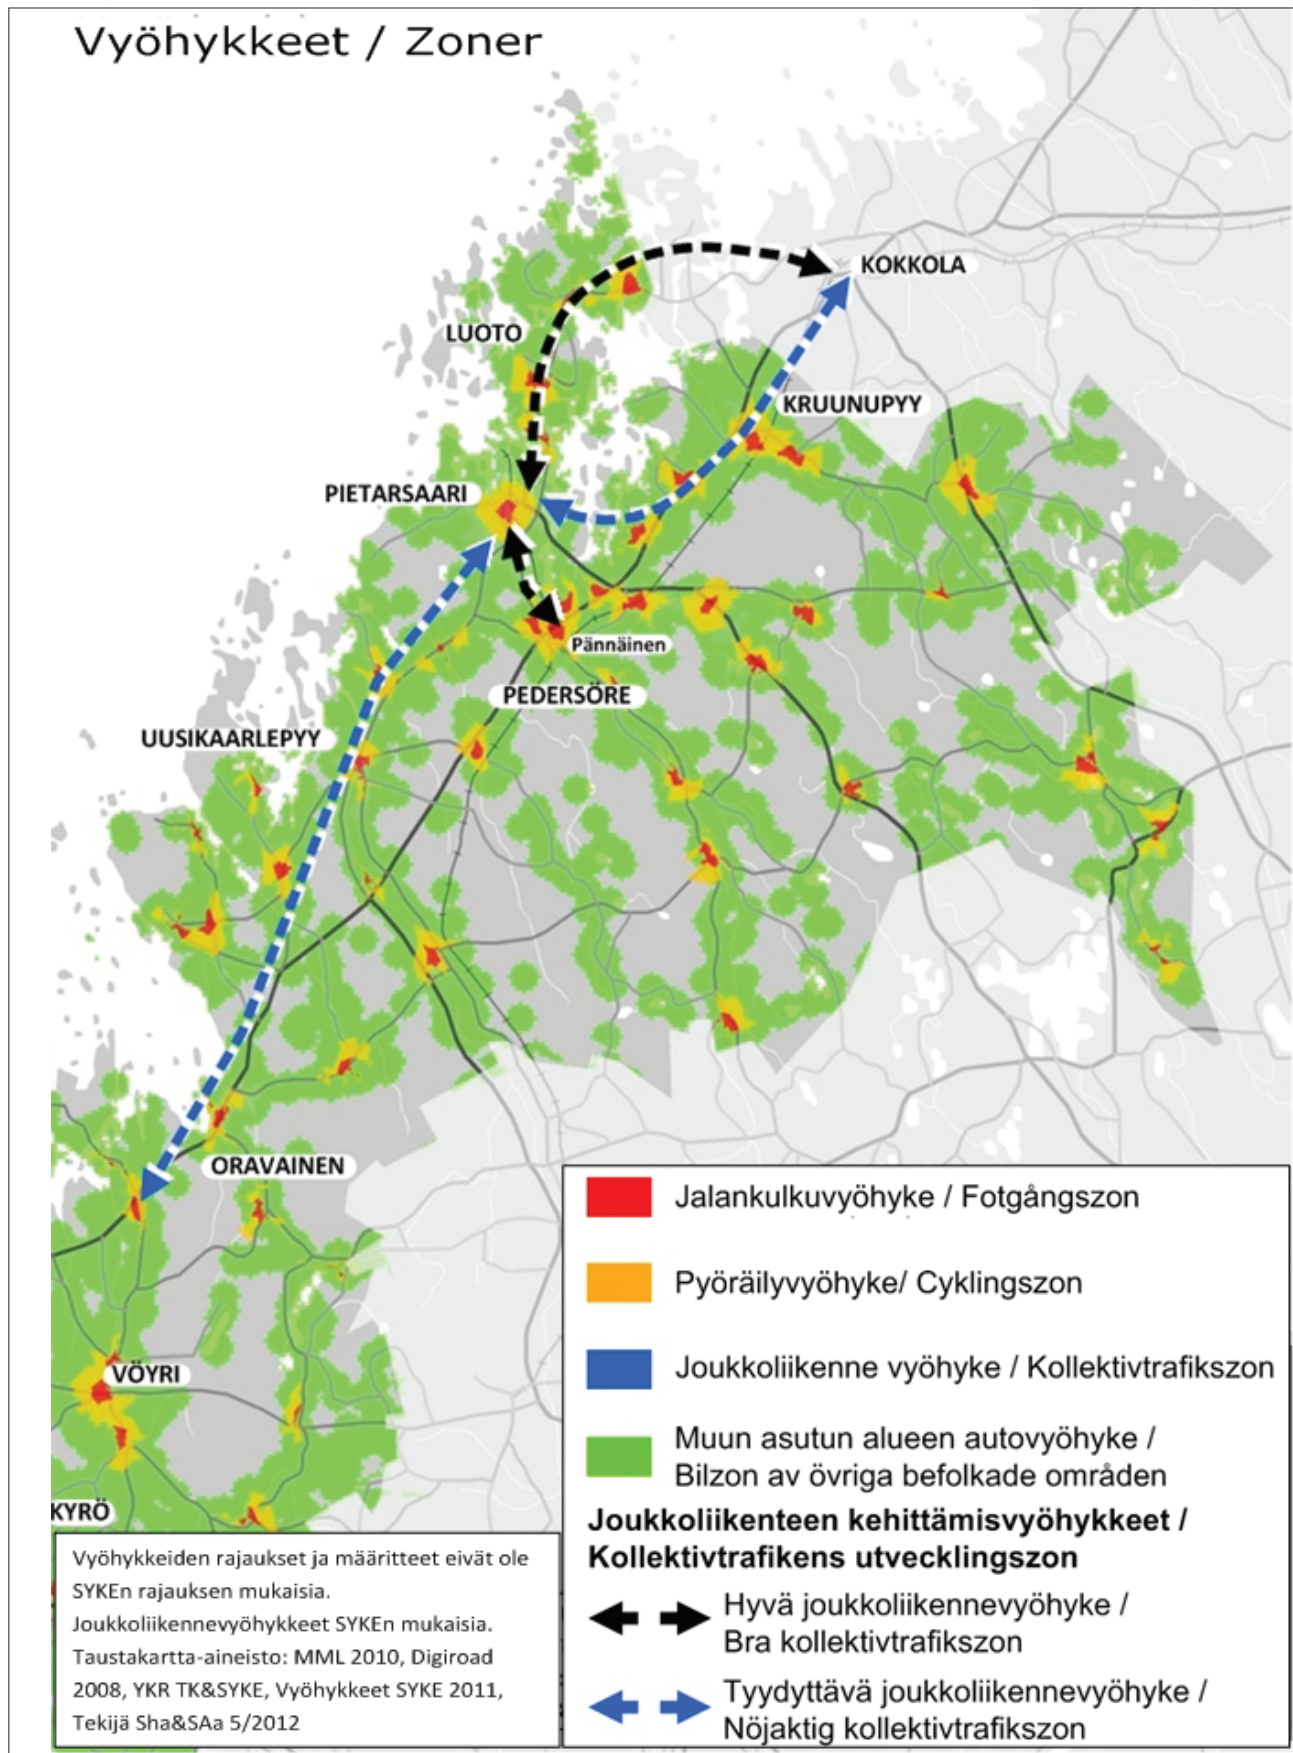 Vyöhykkeet / Zoner
KOKKOLA
LUOTO
KRUUNUPYY
PIETARSAARI
Pännäinen
PEDERSÖRE
UUSIKAARLEPYY
ORAVAINEN
VÖYRI
KYRÖ
Jalankulkuvyöhyke / Fotgångszon
Pyöräilyvyöhyke/ Cyklingszon
Joukkoliikenne vyöhyke / Kollektivtrafikszon
Muun asutun alueen autovyöhyke /
Bilzon av övriga befolkade områden
Joukkoliikenteen kehittämisvyöhykkeet /
Kollektivtrafikens utvecklingszon
Hyvä joukkoliikennevyöhyke /
Bra kollektivtrafikszon
Tyydyttävä joukkoliikennevyöhyke /
Nöjaktig kollektivtrafikszon
Vyöhykkeiden rajaukset ja määritteet eivät ole
SYKEn rajauksen mukaisia.
Joukkoliikennevyöhykkeet SYKEn mukaisia.
Taustakartta-aineisto: MML 2010, Digiroad
2008, YKR TK&SYKE, Vyöhykkeet SYKE 2011,
Tekijä Sha&SAa 5/2012